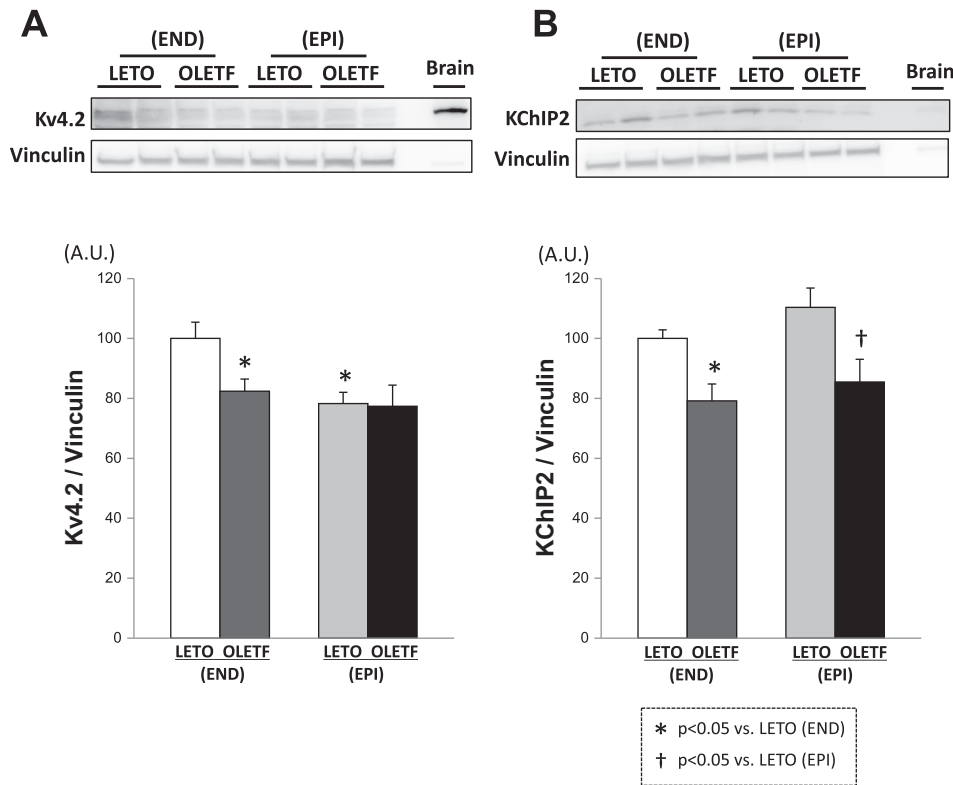 A
(END) (EPI)
LETO OLETF LETO OLETF Brain
Kv4.2
Vinculin
(A.U.)
120
100
80
60
40
20
0
Kv4.2 / Vinculin
*
*
LETO OLETF LETO OLETF
(END) (EPI)
B
(END) (EPI)
LETO OLETF LETO OLETF Brain
KChIP2
Vinculin
(A.U.)
120
100
80
60
40
20
0
KChIP2 / Vinculin
*
†
LETO OLETF LETO OLETF
(END) (EPI)
* p<0.05 vs. LETO (END)
† p<0.05 vs. LETO (EPI)